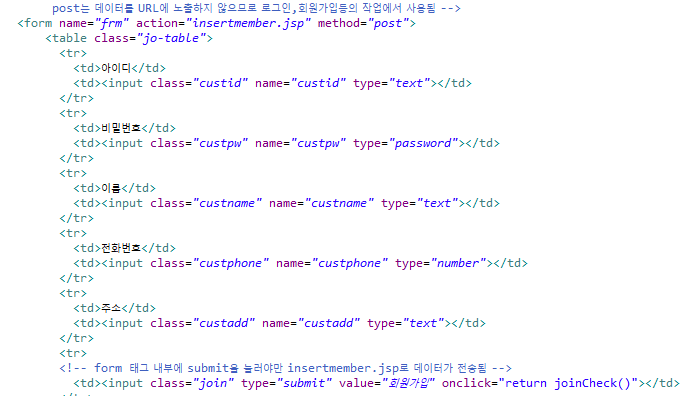 post는 데이터를 URL에 노출하지 않으므로 로그인,회원가입등의 작업에서 사용됨 -->
<form name="frm" action="insertmember.jsp" method="post">
<table class="jo-table">
<tr>
<td>아이디</td>
<td><input class="custid" name="custid" type="text"></td>
</tr>
<tr>
<td>비밀번호</td>
<td><input class="custpw" name="custpw" type="password"></td>
</tr>
<tr>
<td>이름</td>
<td><input class="custname" name="custname" type="text"></td>
</tr>
<tr>
<td>전화번호</td>
<td><input class="custphone" name="custphone" type="number"></td>
</tr>
<tr>
<td>주소</td>
<td><input class="custadd" name="custadd" type="text"></td>
</tr>
<tr>
<!-- form 태그 내부에 submit을 눌러야만 insertmember.jsp로 데이터가 전송됨 -->
<td><input class="join" type="submit" value="회원가입" onclick="return joinCheck()"></td>